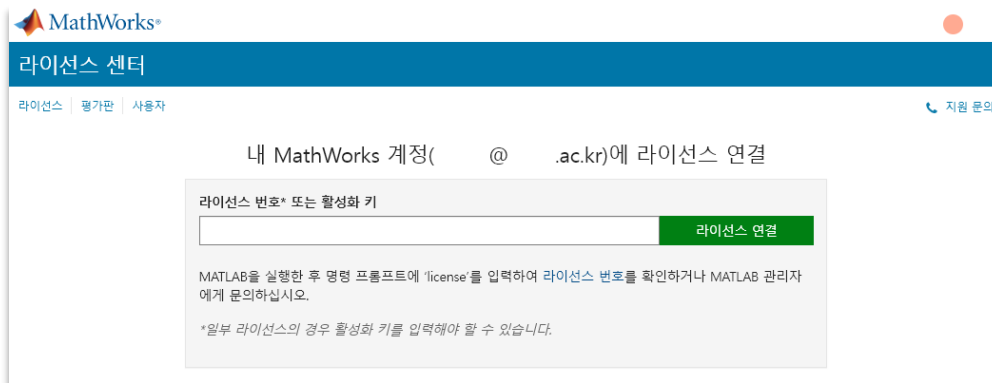 MathWorks®
라이선스 센터
라이선스 평가판 사용자 지원 문의
내 MathWorks 계정( @ .ac.kr)에 라이선스 연결
라이선스 번호* 또는 활성화 키
라이선스 연결
MATLAB을 실행한 후 명령 프롬프트에 'license'를 입력하여 라이선스 번호를 확인하거나 MATLAB 관리자
에게 문의하십시오.
*일부 라이선스의 경우 활성화 키를 입력해야 할 수 있습니다.